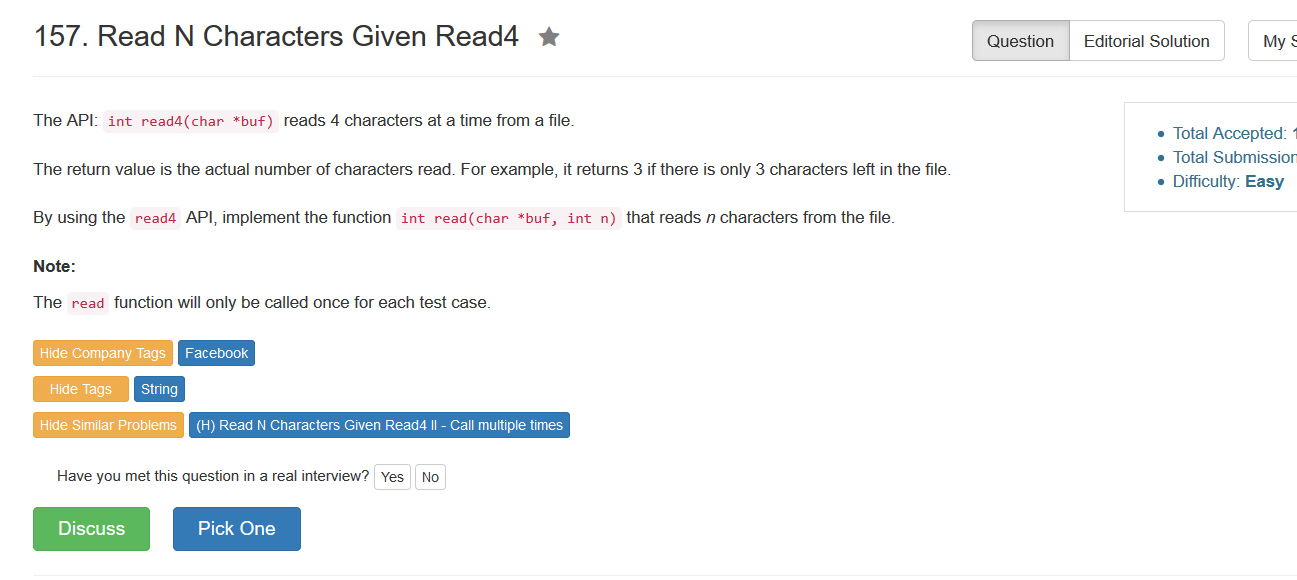 157. Read N Characters Given Read4
Question Editorial Solution My
The API: int read4(char *buf) reads 4 characters at a time from a file.
Total Accepted:
The return value is the actual number of characters read. For example, it returns 3 if there is only 3 characters left in the file.
Total Submission
Difficulty: Easy
By using the read4 API, implement the function int read(char *buf, int n) that reads n characters from the file.
Note:
The read function will only be called once for each test case.
Hide Company Tags Facebook
Hide Tags String
Hide Similar Problems (H) Read N Characters Given Read4 II - Call multiple times
Have you met this question in a real interview? Yes No
Discuss Pick One